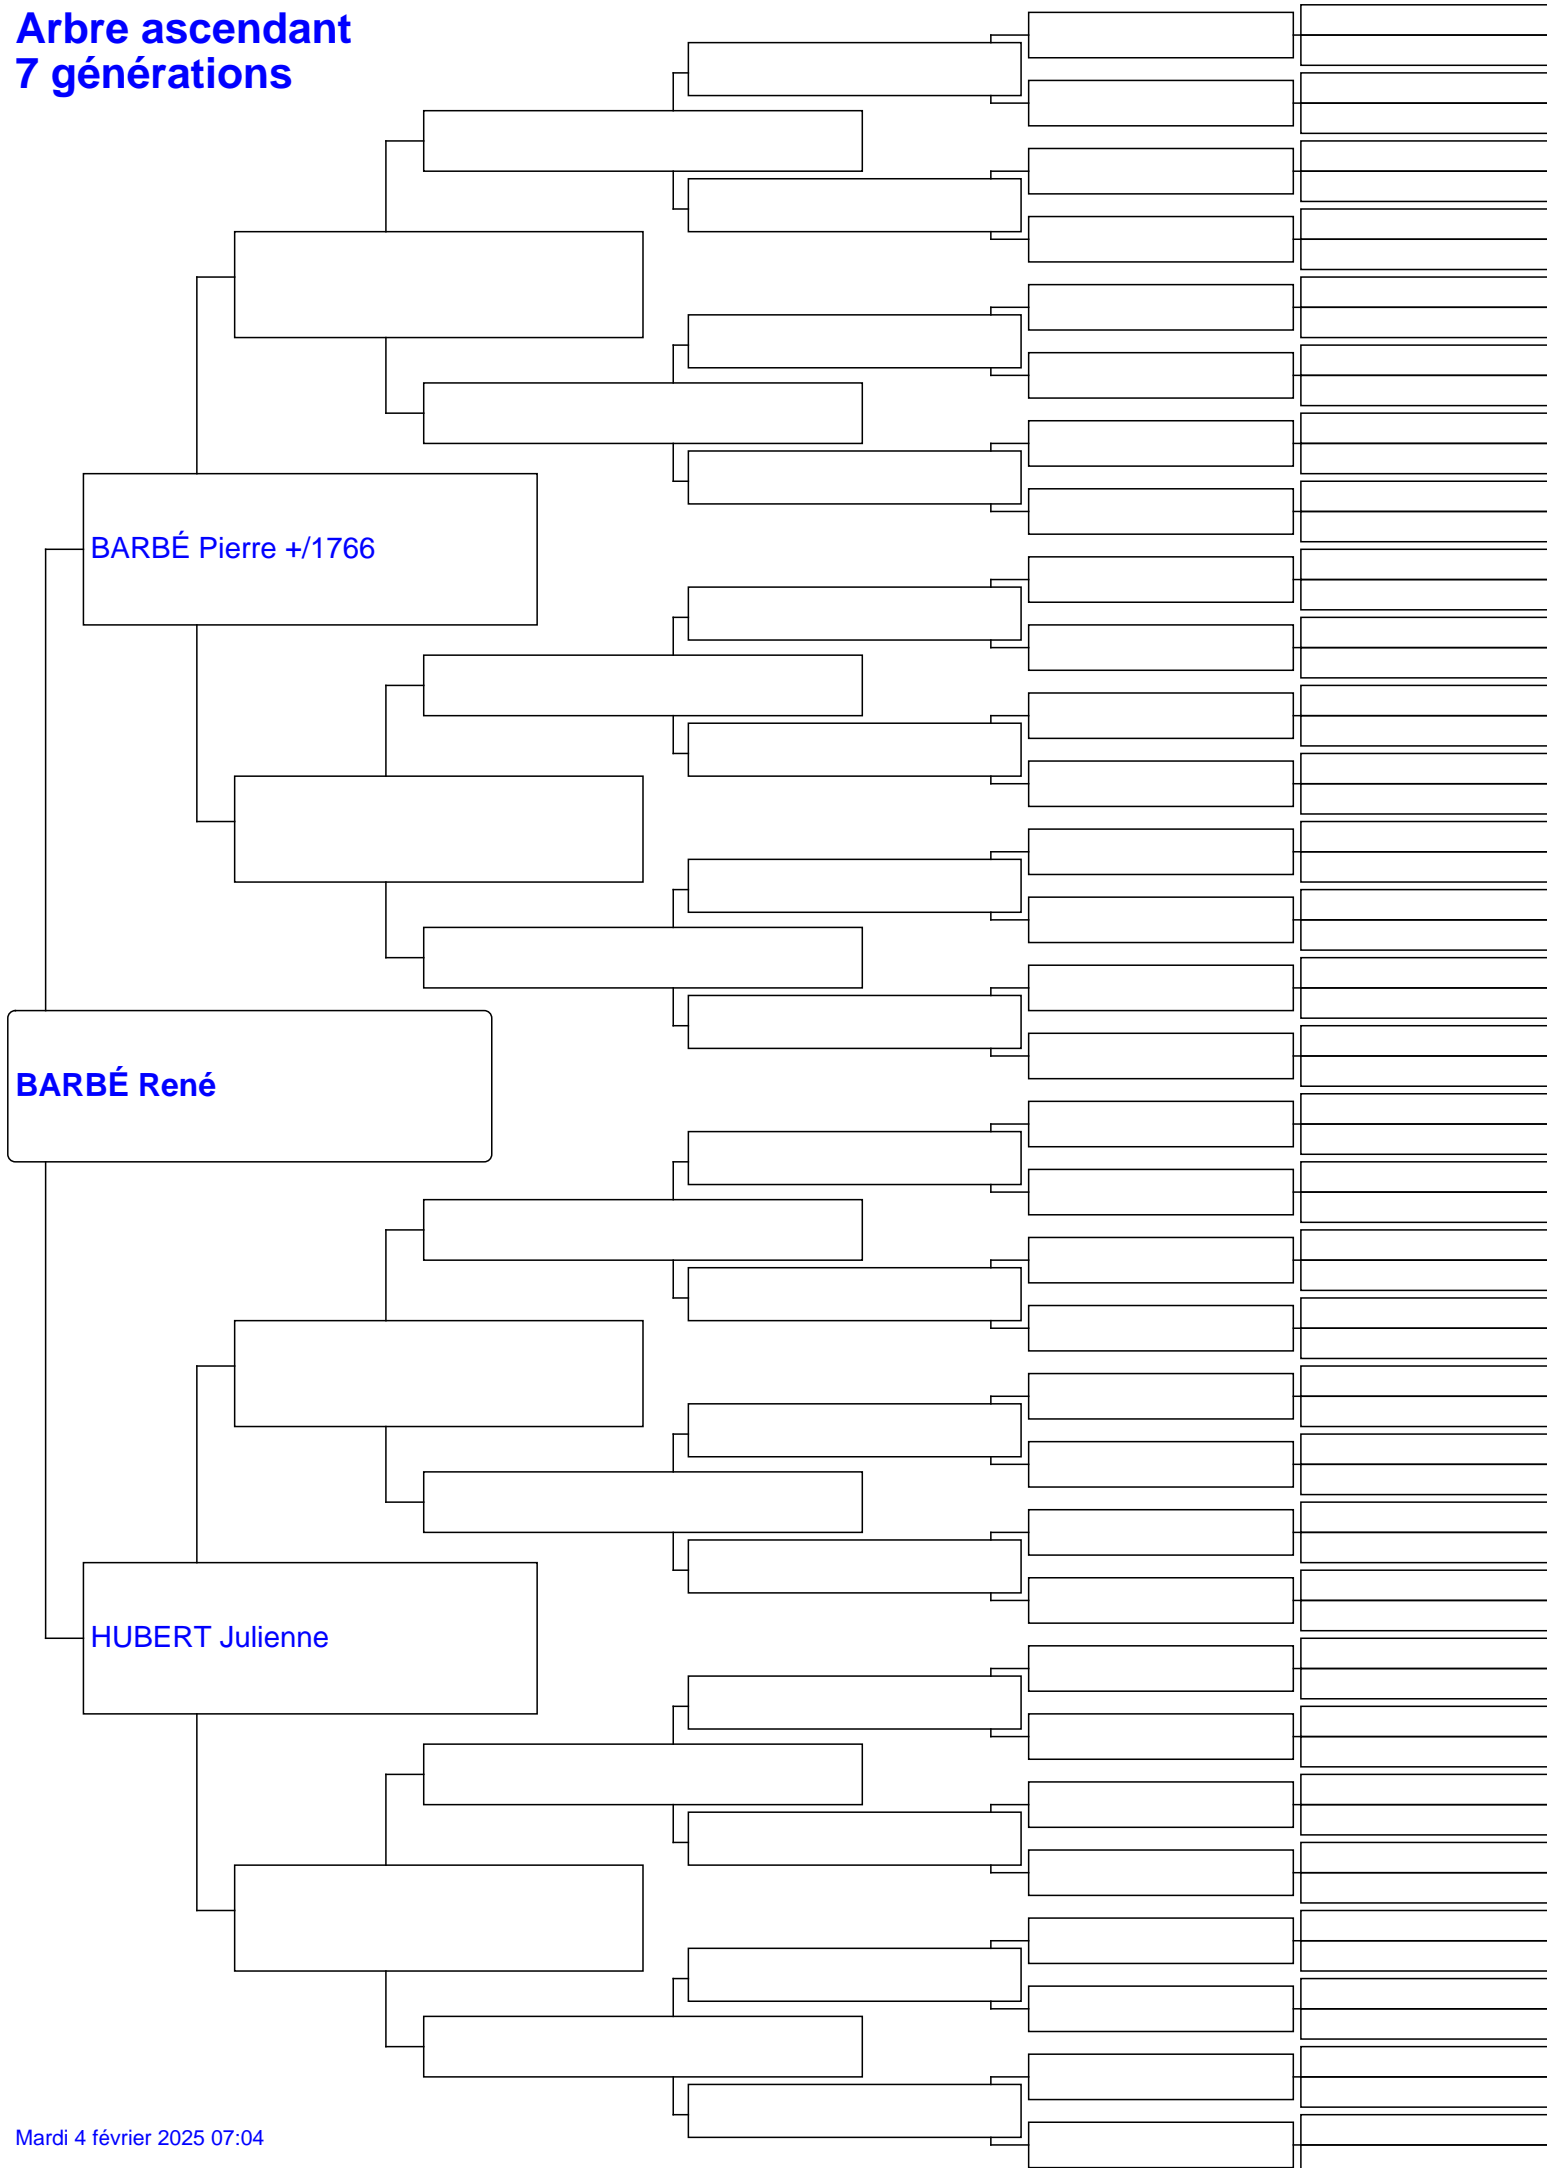 Arbre ascendant
7 générations
BARBÉ Pierre +/1766
BARBÉ René
HUBERT Julienne
Mardi 4 février 2025 07:04